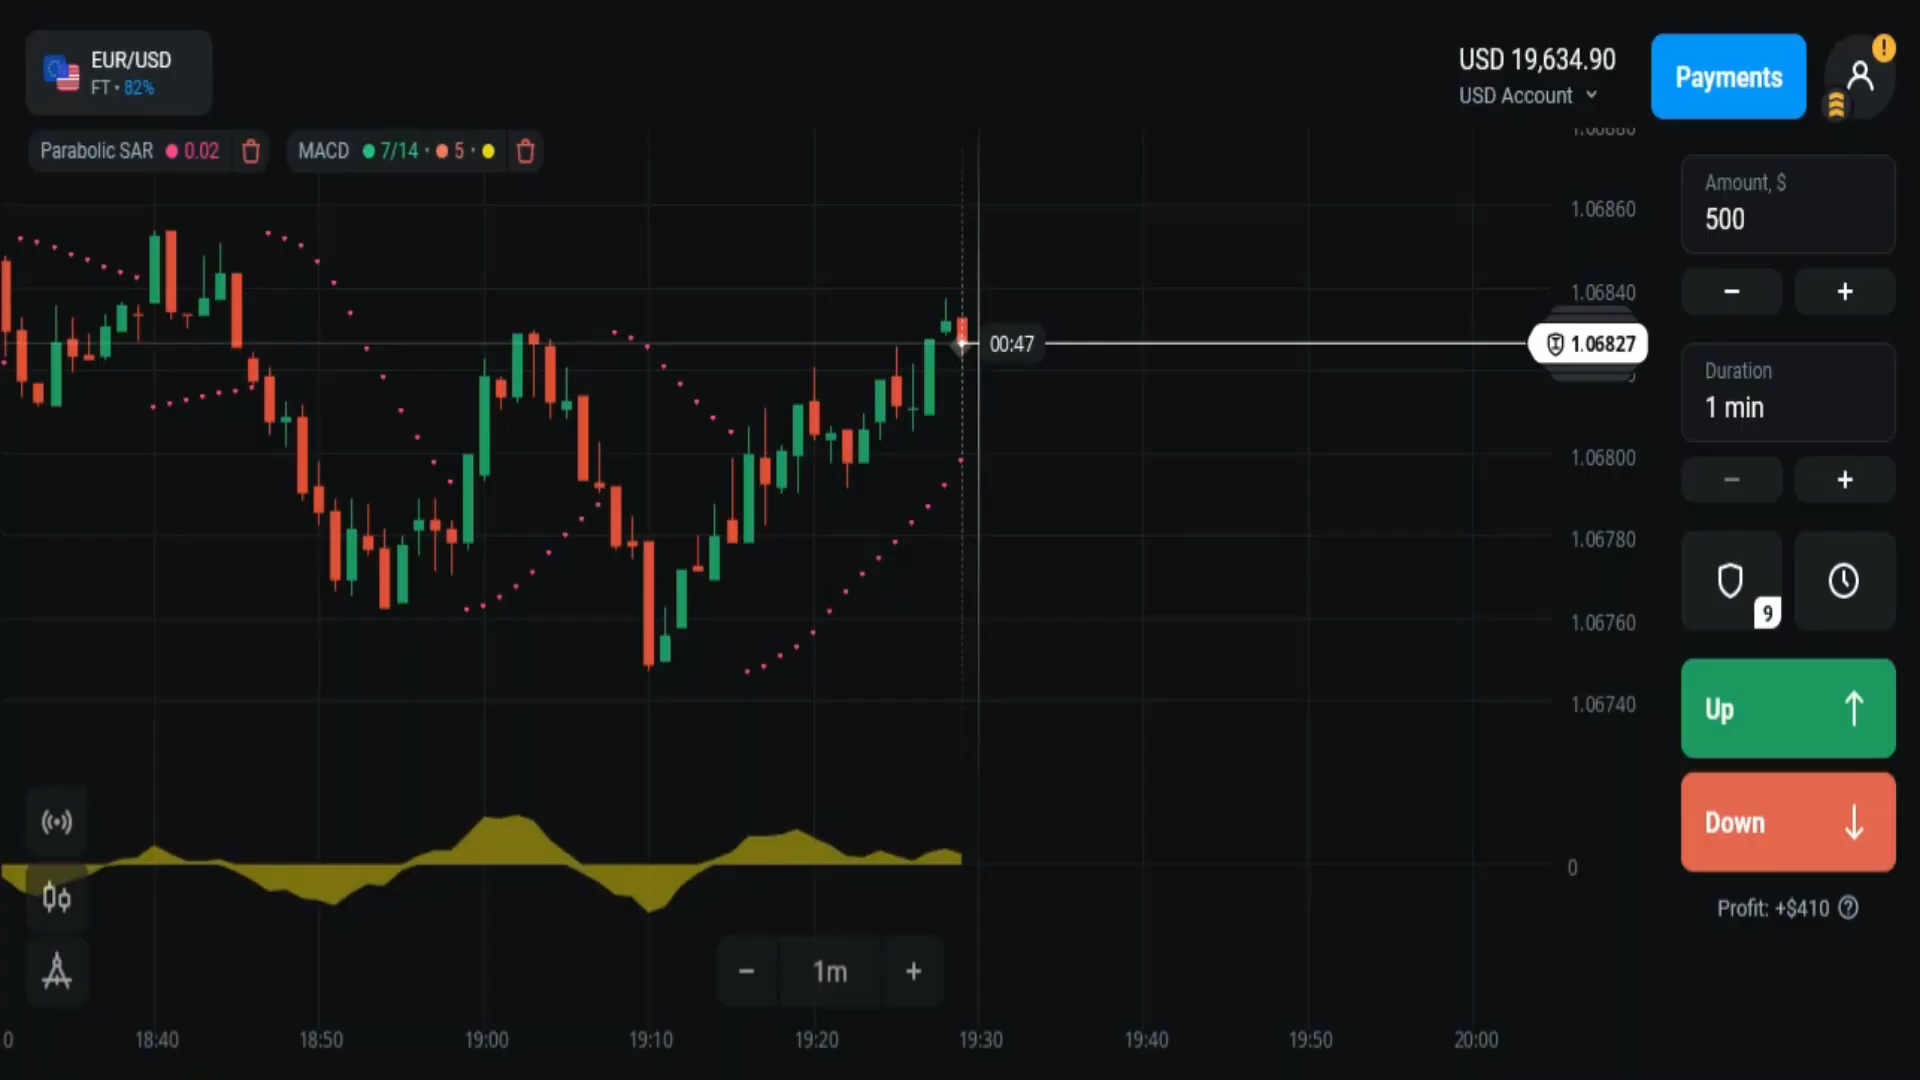 EUR/USD
FT • 82%
USD 19,634.90
USD Account
Payments
!
Parabolic SAR 0.02
MACD 7/14 • 5 •
Amount, $
500
− +
Duration
1 min
− +
9
Up
Down
Profit: +$410 ?
1.06860
1.06840
00:47
1.06827
1.06800
1.06780
1.06760
1.06740
0
− 1m +
0 18:40 18:50 19:00 19:10 19:20 19:30 19:40 19:50 20:00